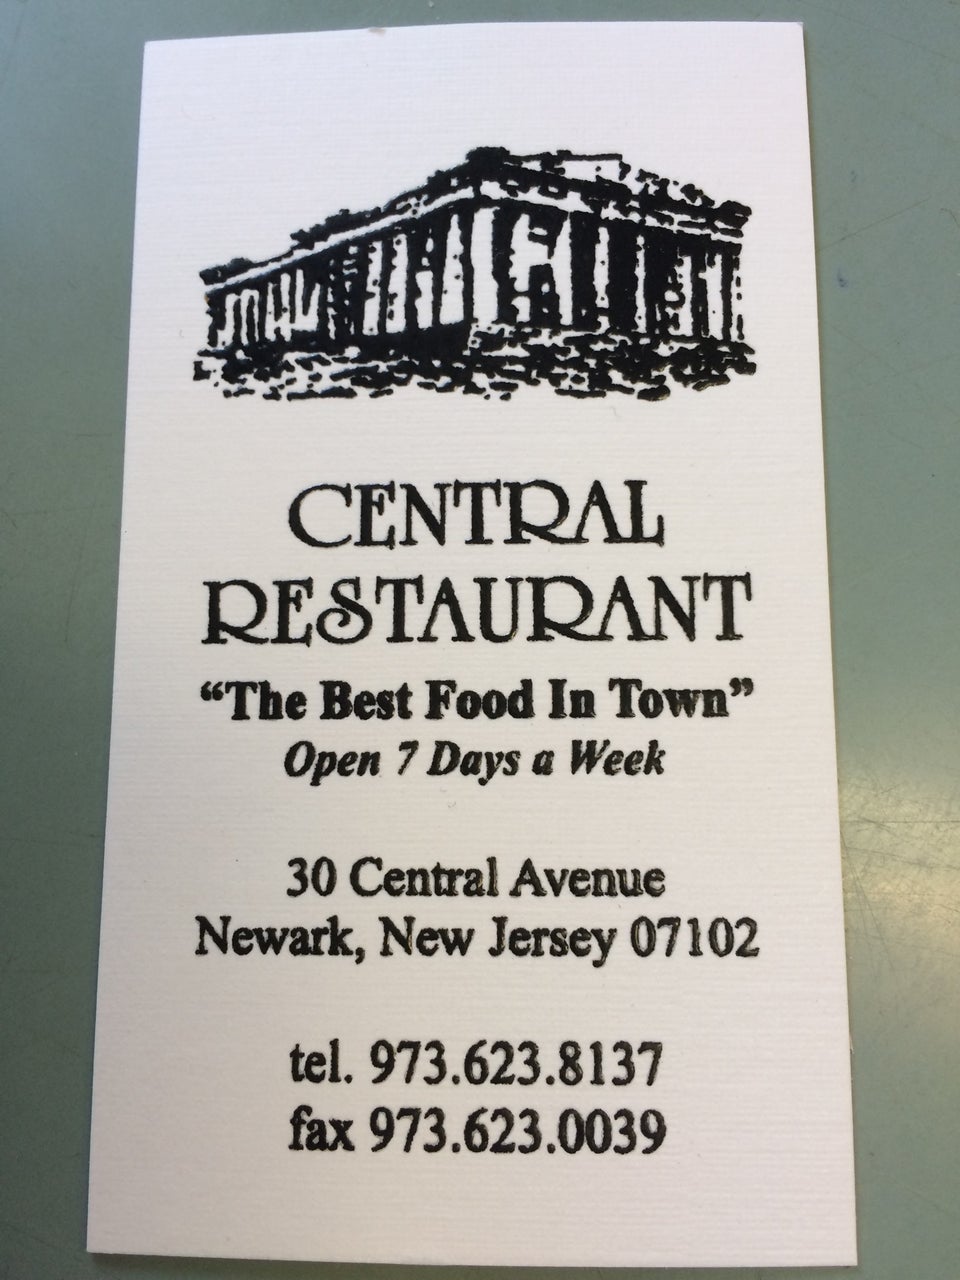 CENTRAL
RESTAURANT
“The Best Food In Town”
Open 7 Days a Week
30 Central Avenue
Newark, New Jersey 07102
tel. 973.623.8137
fax 973.623.0039